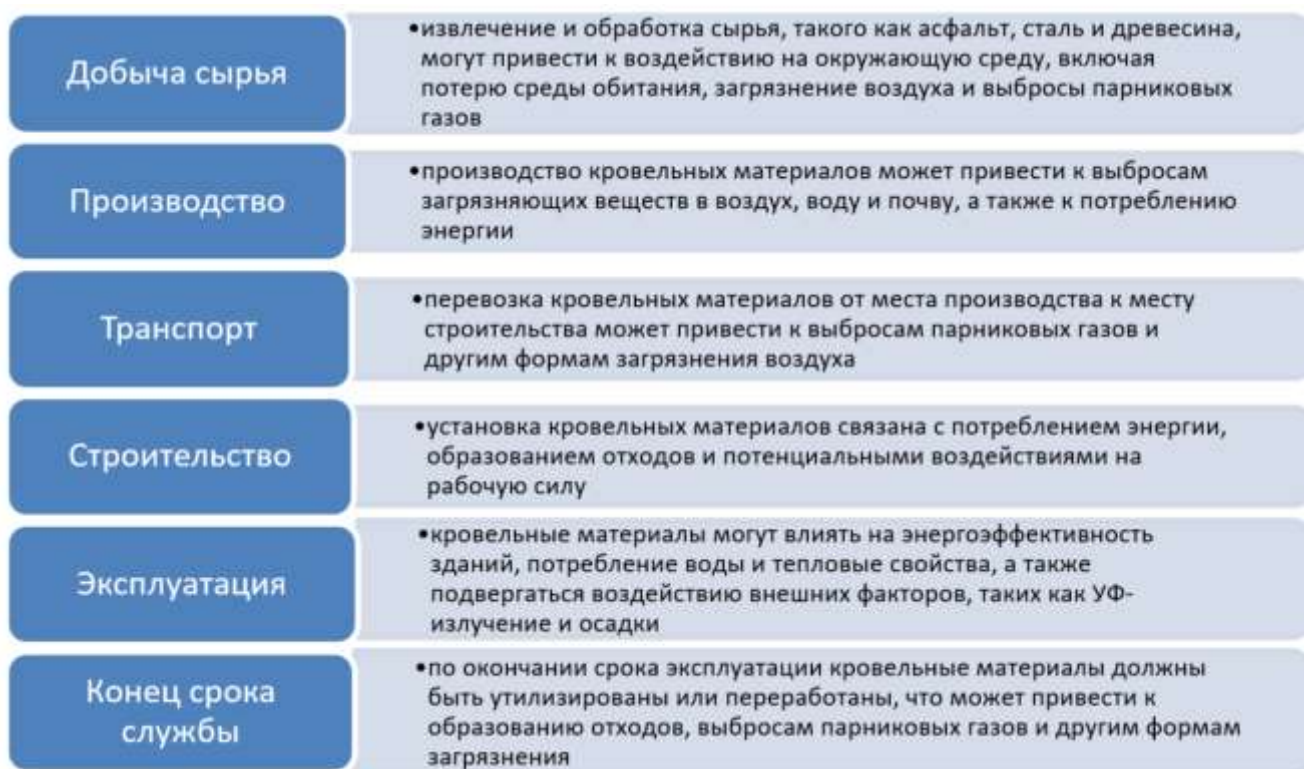 Добыча сырья
•извлечение и обработка сырья, такого как асфальт, сталь и древесина,
могут привести к воздействию на окружающую среду, включая
потерю среды обитания, загрязнение воздуха и выбросы парниковых
газов
Производство
•производство кровельных материалов может привести к выбросам
загрязняющих веществ в воздух, воду и почву, а также к потреблению
энергии
Транспорт
•перевозка кровельных материалов от места производства к месту
строительства может привести к выбросам парниковых газов и
другим формам загрязнения воздуха
Строительство
•установка кровельных материалов связана с потреблением энергии,
образованием отходов и потенциальными воздействиями на
рабочую силу
Эксплуатация
•кровельные материалы могут влиять на энергоэффективность
зданий, потребление воды и тепловые свойства, а также
подвергаться воздействию внешних факторов, таких как УФ-
излучение и осадки
Конец срока
службы
•по окончании срока эксплуатации кровельные материалы должны
быть утилизированы или переработаны, что может привести к
образованию отходов, выбросам парниковых газов и другим формам
загрязнения